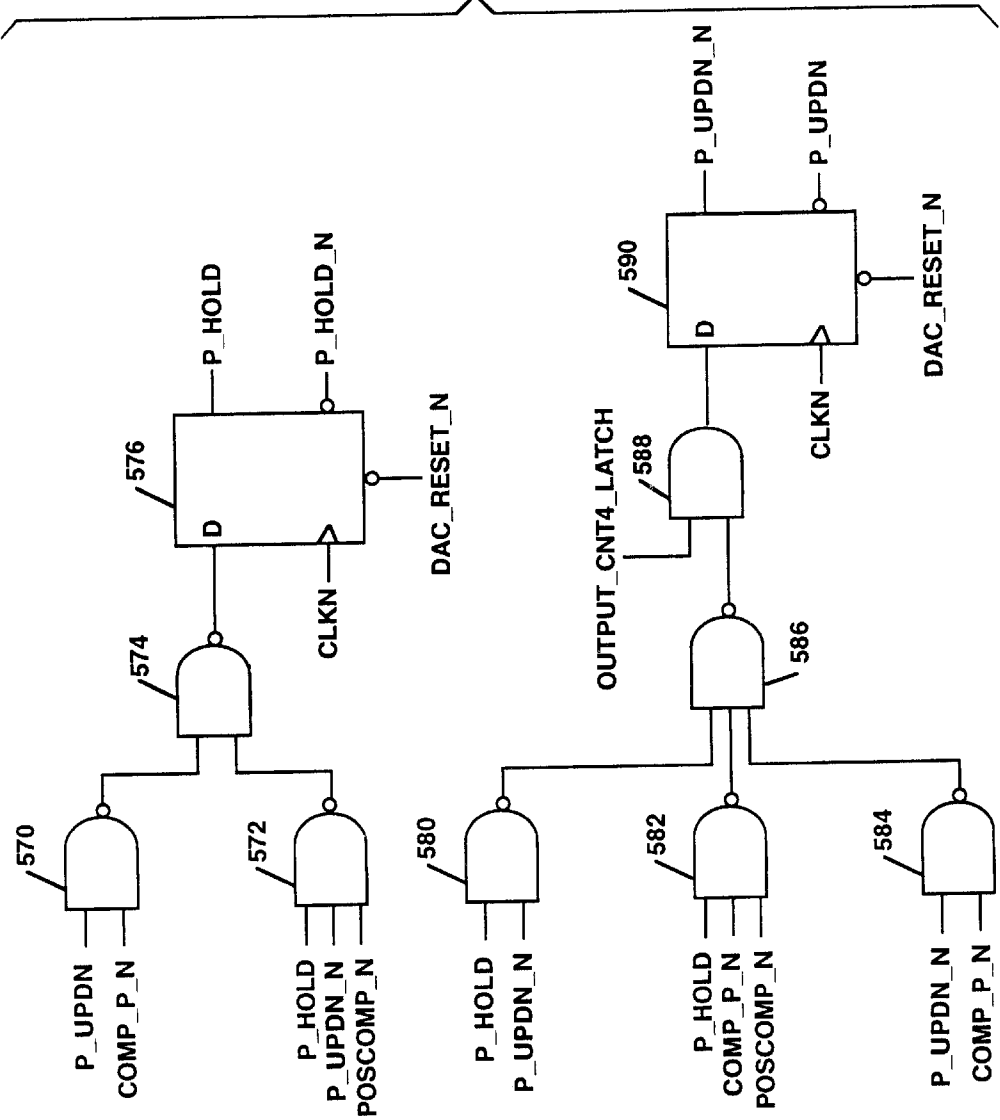 570
P_UPDN
COMP_P_N
572
P_HOLD
P_UPDN_N
POSCOMP_N
574
576
D
CLKN
P_HOLD
P_HOLD_N
DAC_RESET_N
580
P_HOLD
P_UPDN_N
582
P_HOLD
COMP_P_N
POSCOMP_N
584
P_UPDN_N
COMP_P_N
586
OUTPUT_CNT4_LATCH
588
590
D
CLKN
P_UPDN_N
P_UPDN
DAC_RESET_N